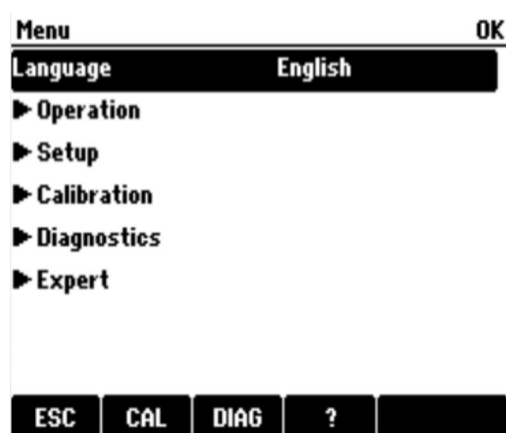 Menu OK
Language English
Operation
Setup
Calibration
Diagnostics
Expert
ESC CAL DIAG ?